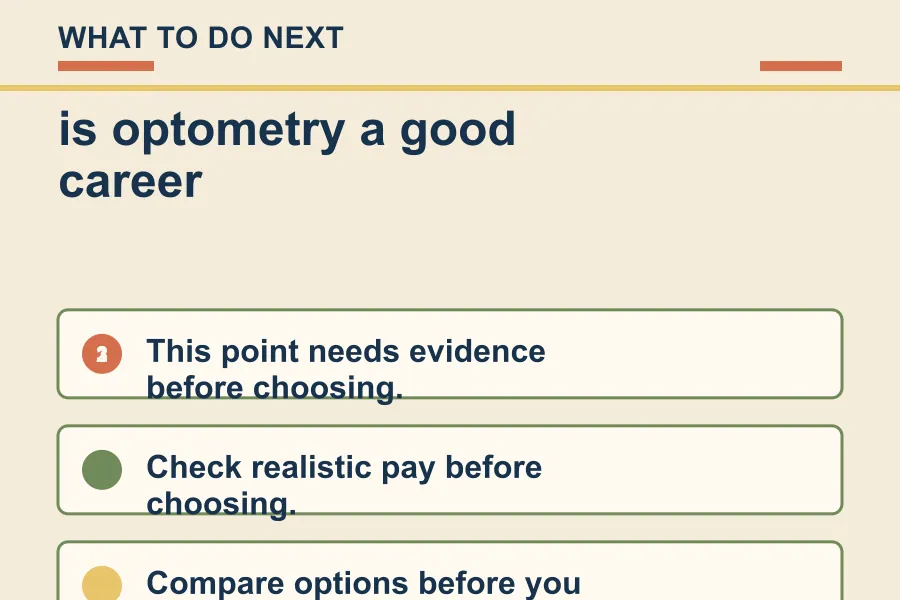 WHAT TO DO NEXT
is optometry a good
career
This point needs evidence
before choosing.
Check realistic pay before
choosing.
Compare options before you